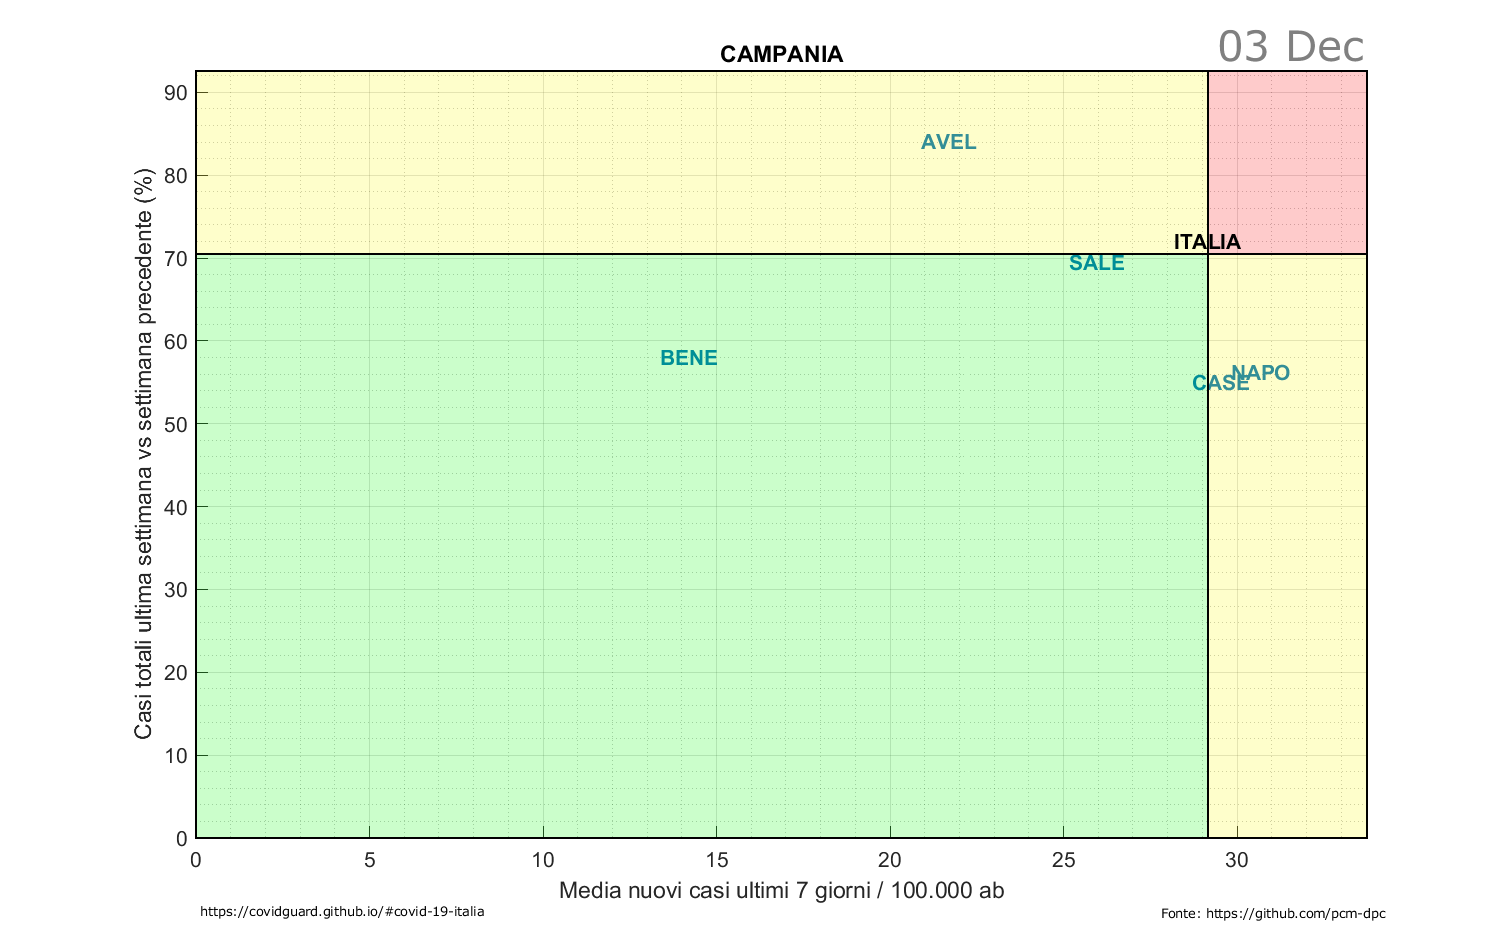 03 Dec
CAMPANIA
Casi totali ultima settimana vs settimana precedente (%)
90
80
70
60
50
40
30
20
10
0
AVEL
ITALIA
SALE
BENE
NAPO
CASE
0 5 10 15 20 25 30
Media nuovi casi ultimi 7 giorni / 100.000 ab
https://covidguard.github.io/#covid-19-italia
Fonte: https://github.com/pcm-dpc